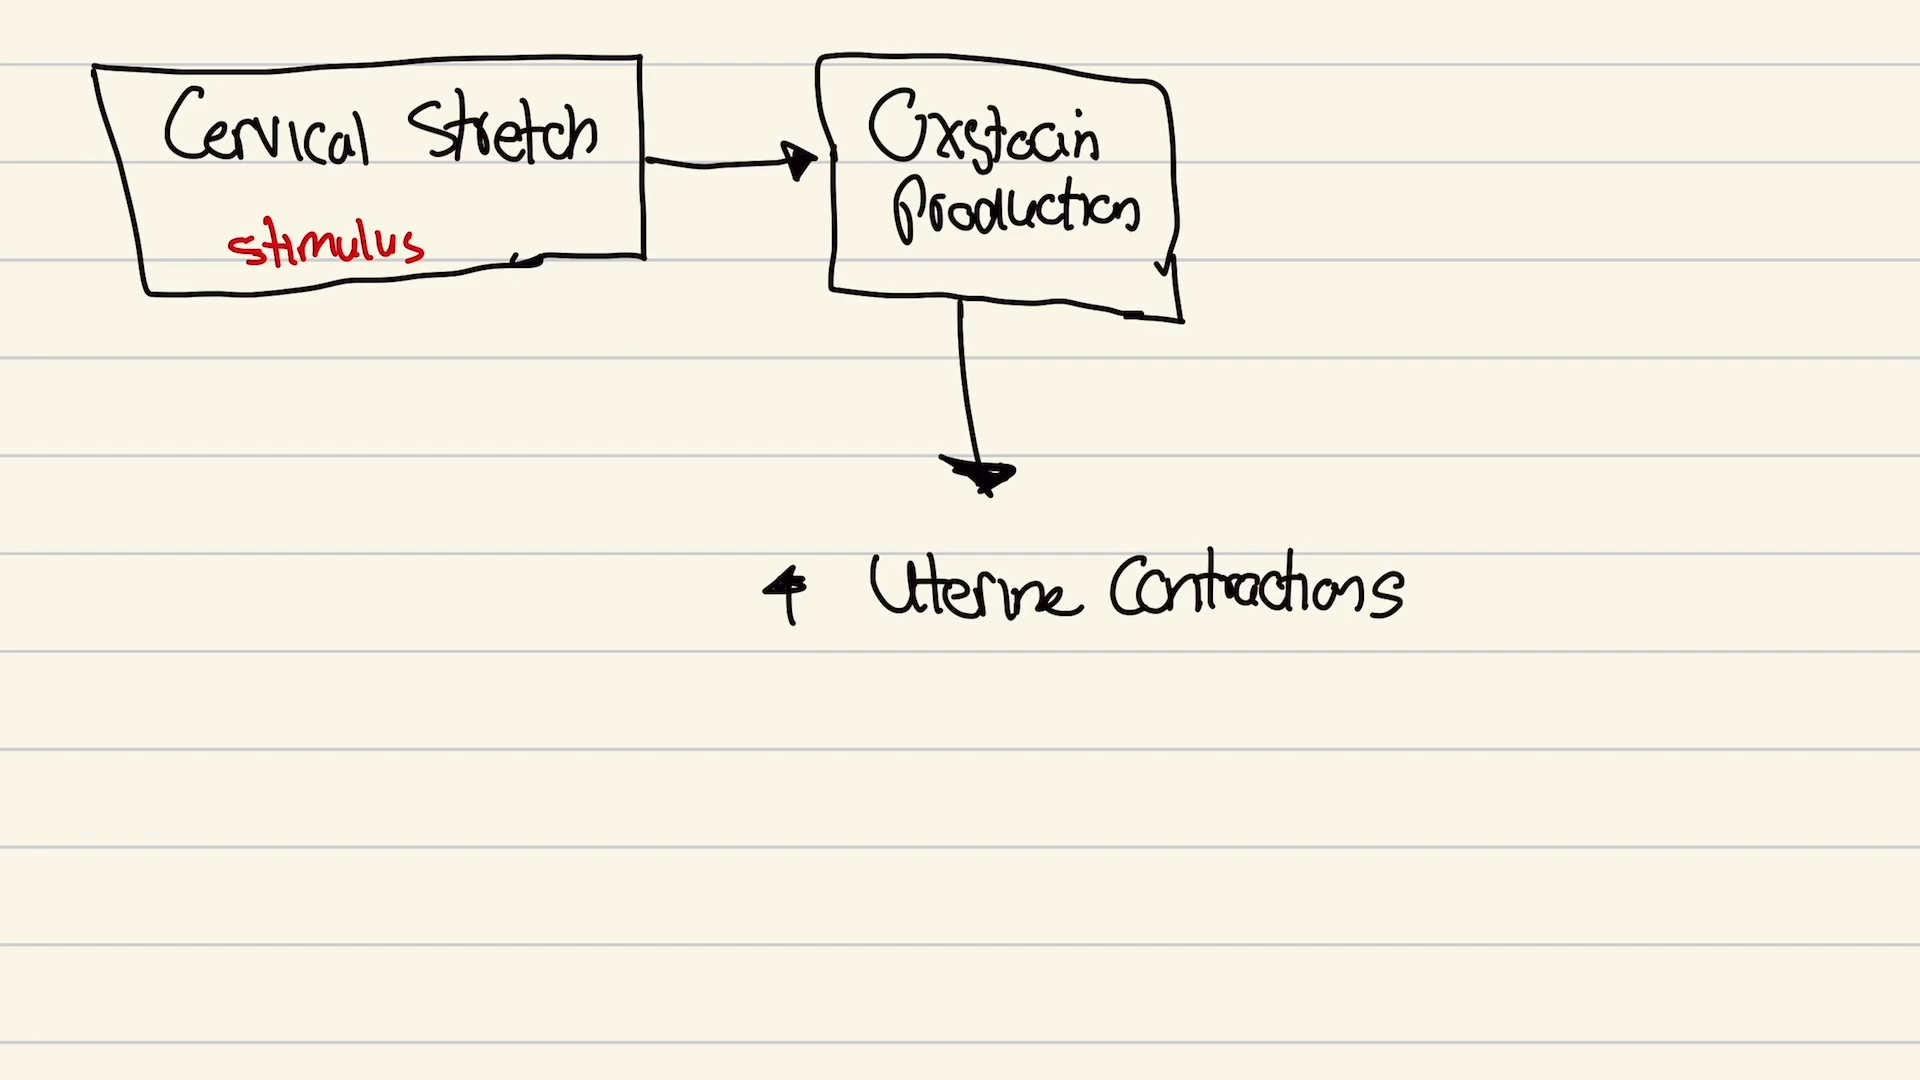 Cervical Stretch
stimulus
Oxytocin
Production
↑ Uterine Contractions